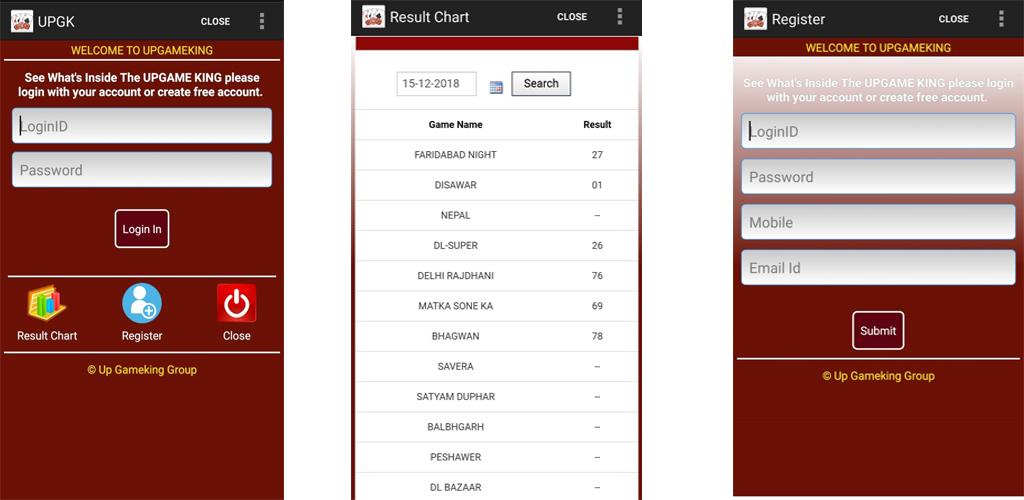 UPGK CLOSE
WELCOME TO UPGAMEKING
See What's Inside The UPGAME KING please
login with your account or create free account.
LoginID
Password
Login In
Result Chart Register Close
© Up Gameking Group
Result Chart CLOSE
15-12-2018 Search
Game Name Result
FARIDABAD NIGHT 27
DISAWAR 01
NEPAL --
DL-SUPER 26
DELHI RAJDHANI 76
MATKA SONE KA 69
BHAGWAN 78
SAVERA --
SATYAM DUPHAR --
BALBHGARH --
PESHAWER --
DL BAZAAR --
Register CLOSE
WELCOME TO UPGAMEKING
See What's Inside The UPGAME KING please login
with your account or create free account.
LoginID
Password
Mobile
Email Id
Submit
© Up Gameking Group